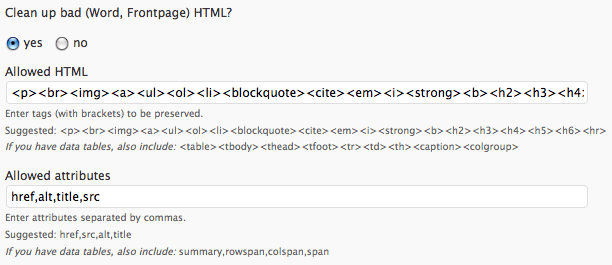 Clean up bad (Word, Frontpage) HTML?
yes no
Allowed HTML
<p><br><img><a><ul><ol><li><blockquote><cite><em><i><strong><b><h2><h3><h4>
Enter tags (with brackets) to be preserved.
Suggested: <p><br><img><a><ul><ol><li><blockquote><cite><em><i><strong><b><h2><h3><h4><h5><h6><hr>
If you have data tables, also include: <table><tbody><thead><tfoot><tr><td><th><caption><colgroup>
Allowed attributes
href,alt,title,src
Enter attributes separated by commas.
Suggested: href,src,alt,title
If you have data tables, also include: summary,rowspan,colspan,span